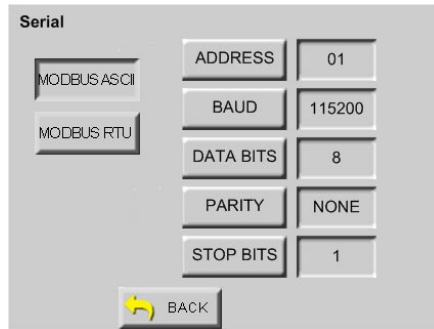 Serial
MODBUS ASCII
MODBUS RTU
ADDRESS 01
BAUD 115200
DATA BITS 8
PARITY NONE
STOP BITS 1
BACK